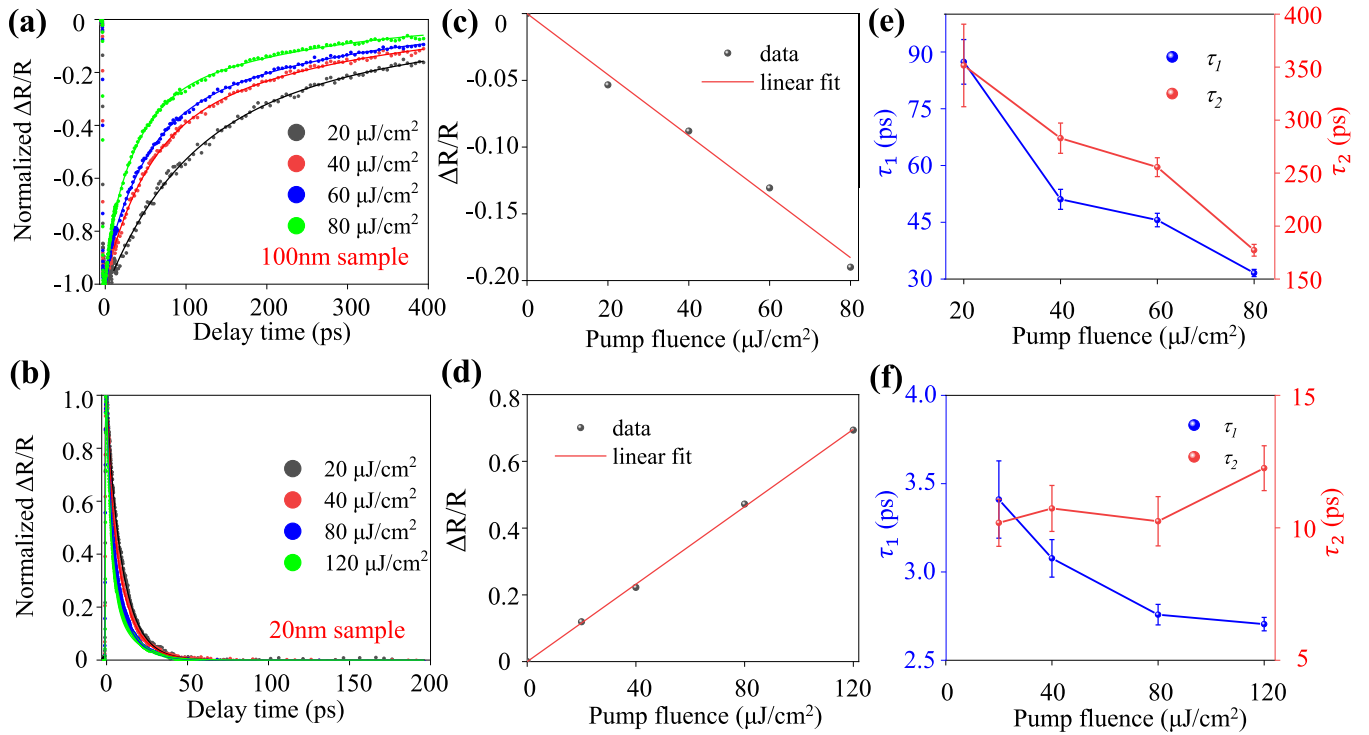 (a)
0
-0.2
-0.4
-0.6
-0.8
-1.0
Normalized ΔR/R
20 μJ/cm²
40 μJ/cm²
60 μJ/cm²
80 μJ/cm²
100nm sample
0 100 200 300 400
Delay time (ps)
(c)
0
-0.05
-0.10
-0.15
-0.20
ΔR/R
data
linear fit
0 20 40 60 80
Pump fluence (μJ/cm²)
(e)
90
75
60
45
30
τ₁ (ps)
τ₁
τ₂
400
350
300
250
200
150
τ₂ (ps)
20 40 60 80
Pump fluence (μJ/cm²)
(b)
1.0
0.8
0.6
0.4
0.2
0
Normalized ΔR/R
20 μJ/cm²
40 μJ/cm²
80 μJ/cm²
120 μJ/cm²
20nm sample
0 50 100 150 200
Delay time (ps)
(d)
0.8
0.6
0.4
0.2
0
ΔR/R
data
linear fit
0 40 80 120
Pump fluence (μJ/cm²)
(f)
4.0
3.5
3.0
2.5
τ₁ (ps)
τ₁
τ₂
15
10
5
τ₂ (ps)
0 40 80 120
Pump fluence (μJ/cm²)